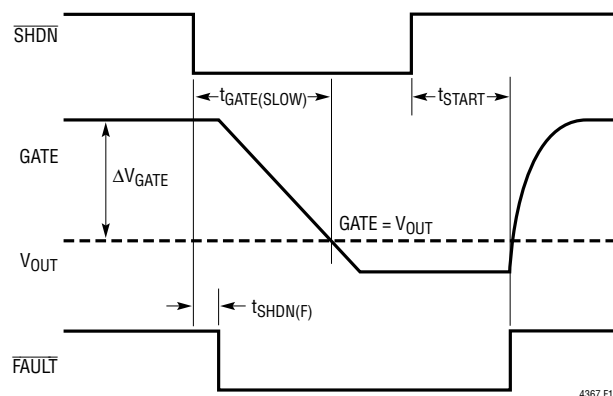 SHDN
tGATE(SLOW)
tSTART
GATE
ΔVGATE
GATE = VOUT
VOUT
tSHDN(F)
FAULT
4367 F1